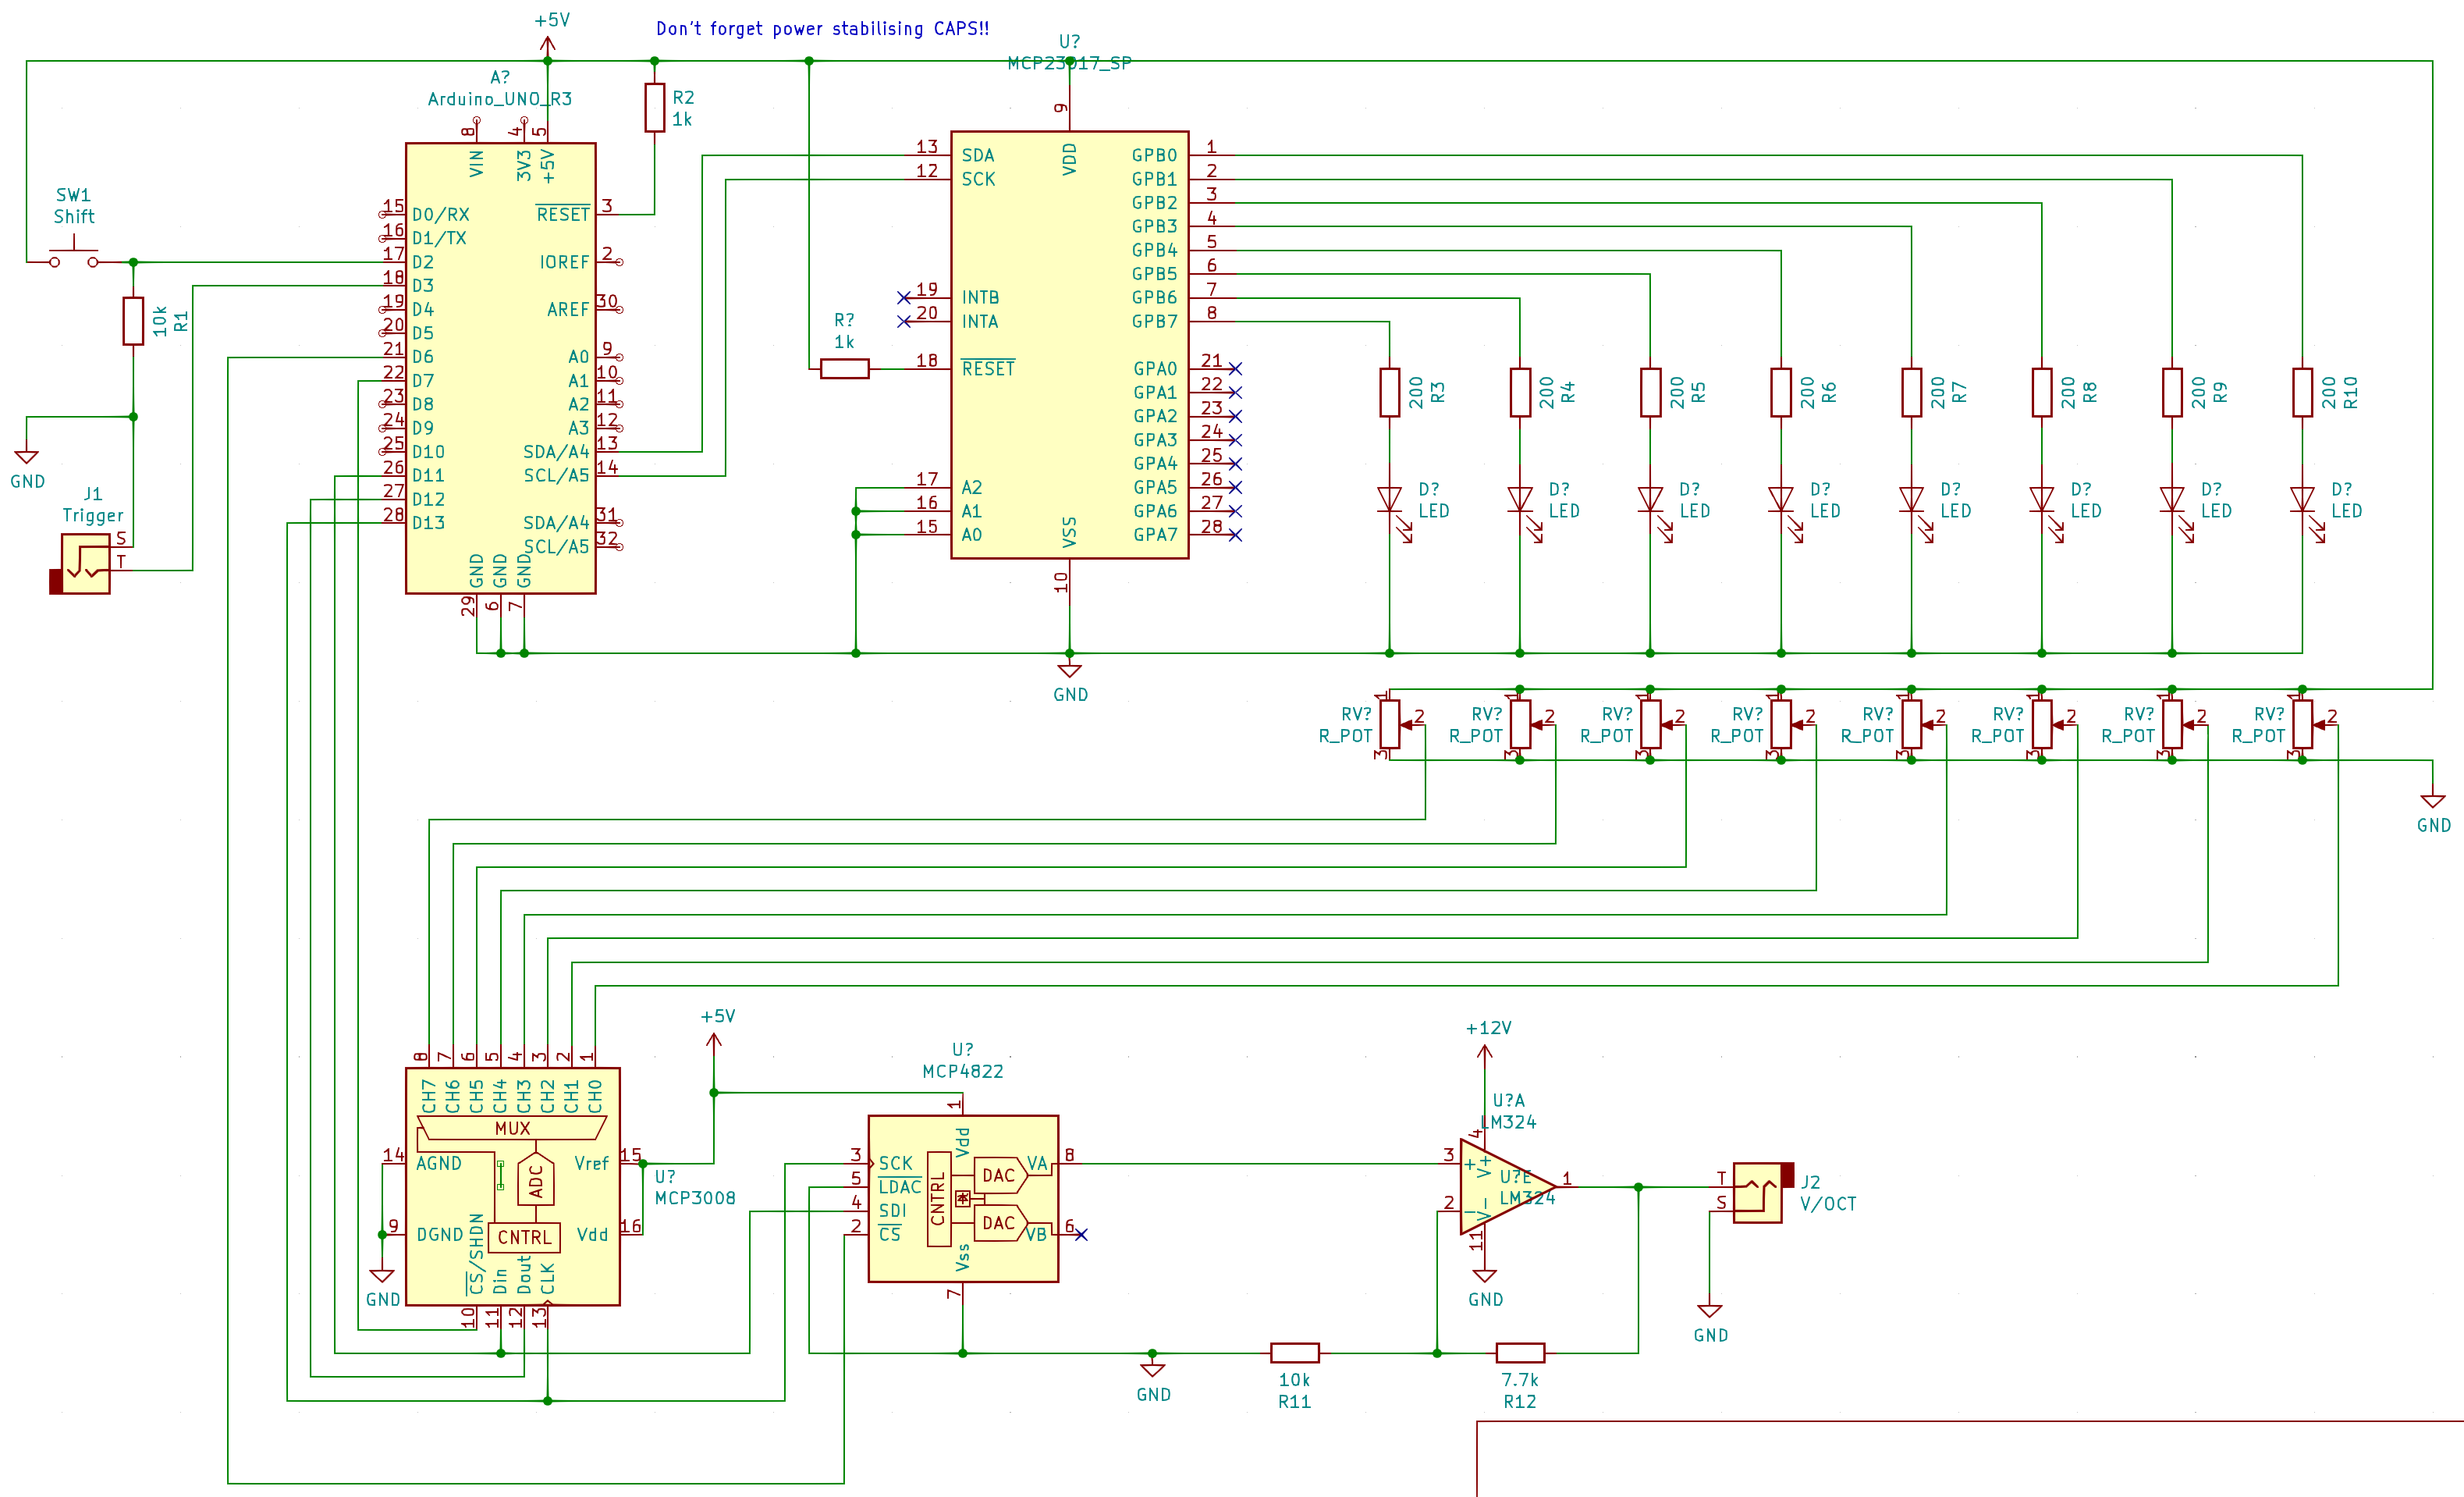 +5V
Don't forget power stabilising CAPS!!
U?
MCP23017_SP
A?
Arduino_UNO_R3
R2
1k
8
4
5
9
VIN
3V3
+5V
VDD
SW1
Shift
15 D0/RX
16 D1/TX
17 D2
18 D3
19 D4
20 D5
21 D6
22 D7
23 D8
24 D9
25 D10
26 D11
27 D12
28 D13
RESET 3
IOREF 2
AREF 30
A0 9
A1 10
A2 11
A3 12
SDA/A4 13
SCL/A5 14
SDA/A4 31
SCL/A5 32
GND
GND
GND
29
6
7
10k
R1
GND
J1
Trigger
S
T
13 SDA
12 SCK
19 INTB
20 INTA
R?
1k
18 RESET
17 A2
16 A1
15 A0
VSS
10
GND
GPB0 1
GPB1 2
GPB2 3
GPB3 4
GPB4 5
GPB5 6
GPB6 7
GPB7 8
GPA0 21
GPA1 22
GPA2 23
GPA3 24
GPA4 25
GPA5 26
GPA6 27
GPA7 28
200
R3
200
R4
200
R5
200
R6
200
R7
200
R8
200
R9
200
R10
D?
LED
D?
LED
D?
LED
D?
LED
D?
LED
D?
LED
D?
LED
D?
LED
1
RV?
R_POT
2
3
1
RV?
R_POT
2
3
1
RV?
R_POT
2
3
1
RV?
R_POT
2
3
1
RV?
R_POT
2
3
1
RV?
R_POT
2
3
1
RV?
R_POT
2
3
1
RV?
R_POT
2
3
GND
+5V
8
7
6
5
4
3
2
1
CH7
CH6
CH5
CH4
CH3
CH2
CH1
CH0
MUX
14 AGND
ADC
Vref 15
U?
MCP3008
9 DGND
CNTRL
Vdd 16
CS/SHDN
Din
Dout
CLK
10
11
12
13
GND
U?
MCP4822
1
Vdd
3 SCK
5 LDAC
4 SDI
2 CS
CNTRL
DAC
DAC
VA 8
VB 6
Vss
7
GND
+12V
U?A
LM324
4
V+
3 +
2 -
U?E
LM324
1
V-
11
GND
T
S
J2
V/OCT
GND
10k
R11
7.7k
R12